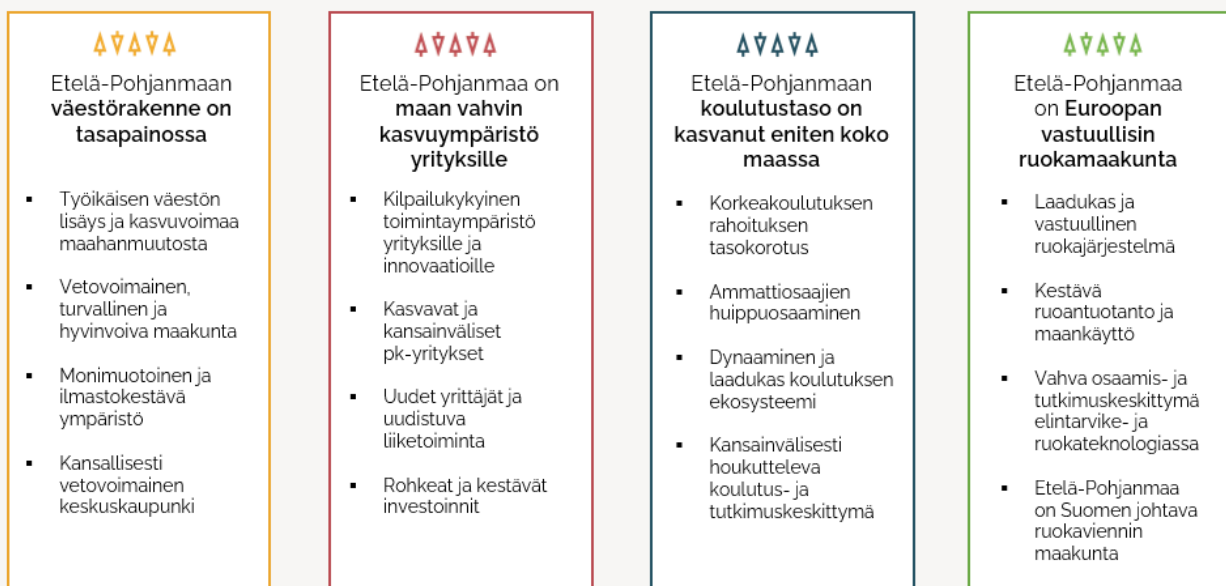 Etelä-Pohjanmaan
väestörakenne on
tasapainossa
▪ Työikäisen väestön
lisäys ja kasvuvoimaa
maahanmuutosta
▪ Vetovoimainen,
turvallinen ja
hyvinvoiva maakunta
▪ Monimuotoinen ja
ilmastokestävä
ympäristö
▪ Kansallisesti
vetovoimainen
keskuskaupunki
Etelä-Pohjanmaa on
maan vahvin
kasvuympäristö
yrityksille
▪ Kilpailukykyinen
toimintaympäristö
yrityksille ja
innovaatioille
▪ Kasvavat ja
kansainväliset
pk-yritykset
▪ Uudet yrittäjät ja
uudistuva
liiketoiminta
▪ Rohkeat ja kestävät
investoinnit
Etelä-Pohjanmaan
koulutustaso on
kasvanut eniten koko
maassa
▪ Korkeakoulutuksen
rahoituksen
tasokorotus
▪ Ammattiosaajien
huippuosaaminen
▪ Dynaaminen ja
laadukas koulutuksen
ekosysteemi
▪ Kansainvälisesti
houkutteleva
koulutus- ja
tutkimuskeskittymä
Etelä-Pohjanmaa
on Euroopan
vastuullisin
ruokamaakunta
▪ Laadukas ja
vastuullinen
ruokajärjestelmä
▪ Kestävä
ruoantuotanto ja
maankäyttö
▪ Vahva osaamis- ja
tutkimuskeskittymä
elintarvike- ja
ruokateknologiassa
▪ Etelä-Pohjanmaa
on Suomen johtava
ruokaviennin
maakunta